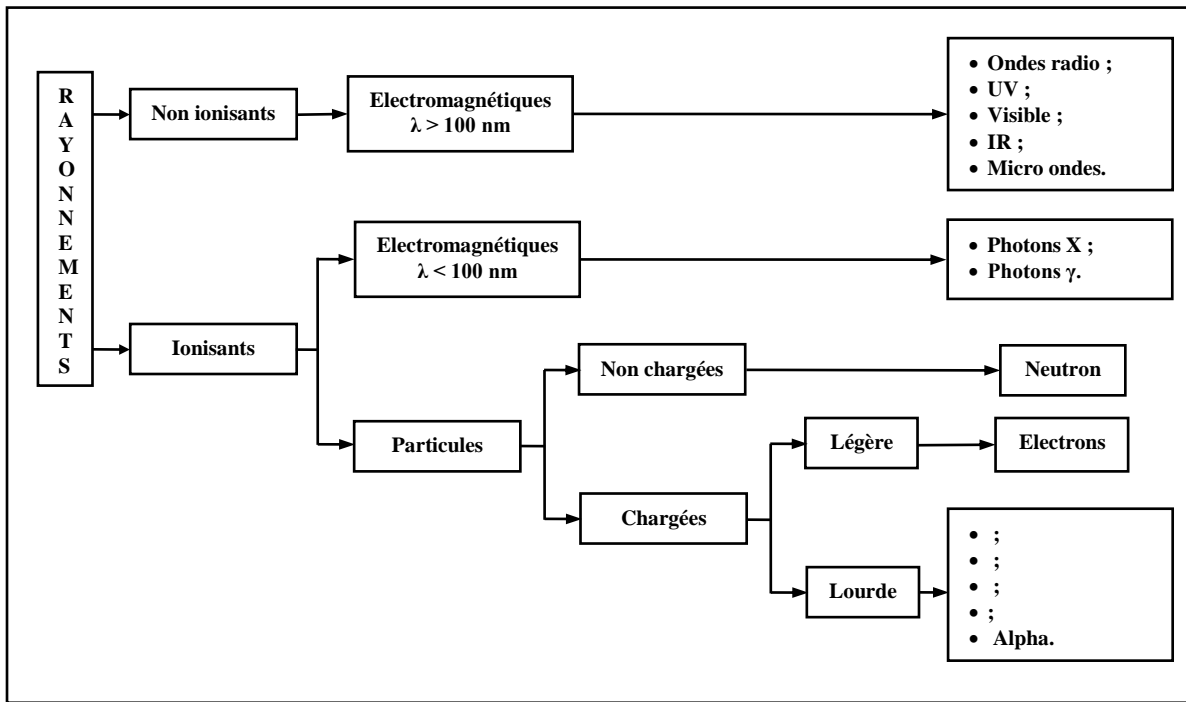 RAYONNEMENTS
Non ionisants
Electromagnétiques
λ > 100 nm
• Ondes radio ;
• UV ;
• Visible ;
• IR ;
• Micro ondes.
Ionisants
Electromagnétiques
λ < 100 nm
• Photons X ;
• Photons γ.
Particules
Non chargées
Neutron
Chargées
Légère
Electrons
Lourde
• ;
• ;
• ;
• ;
• Alpha.